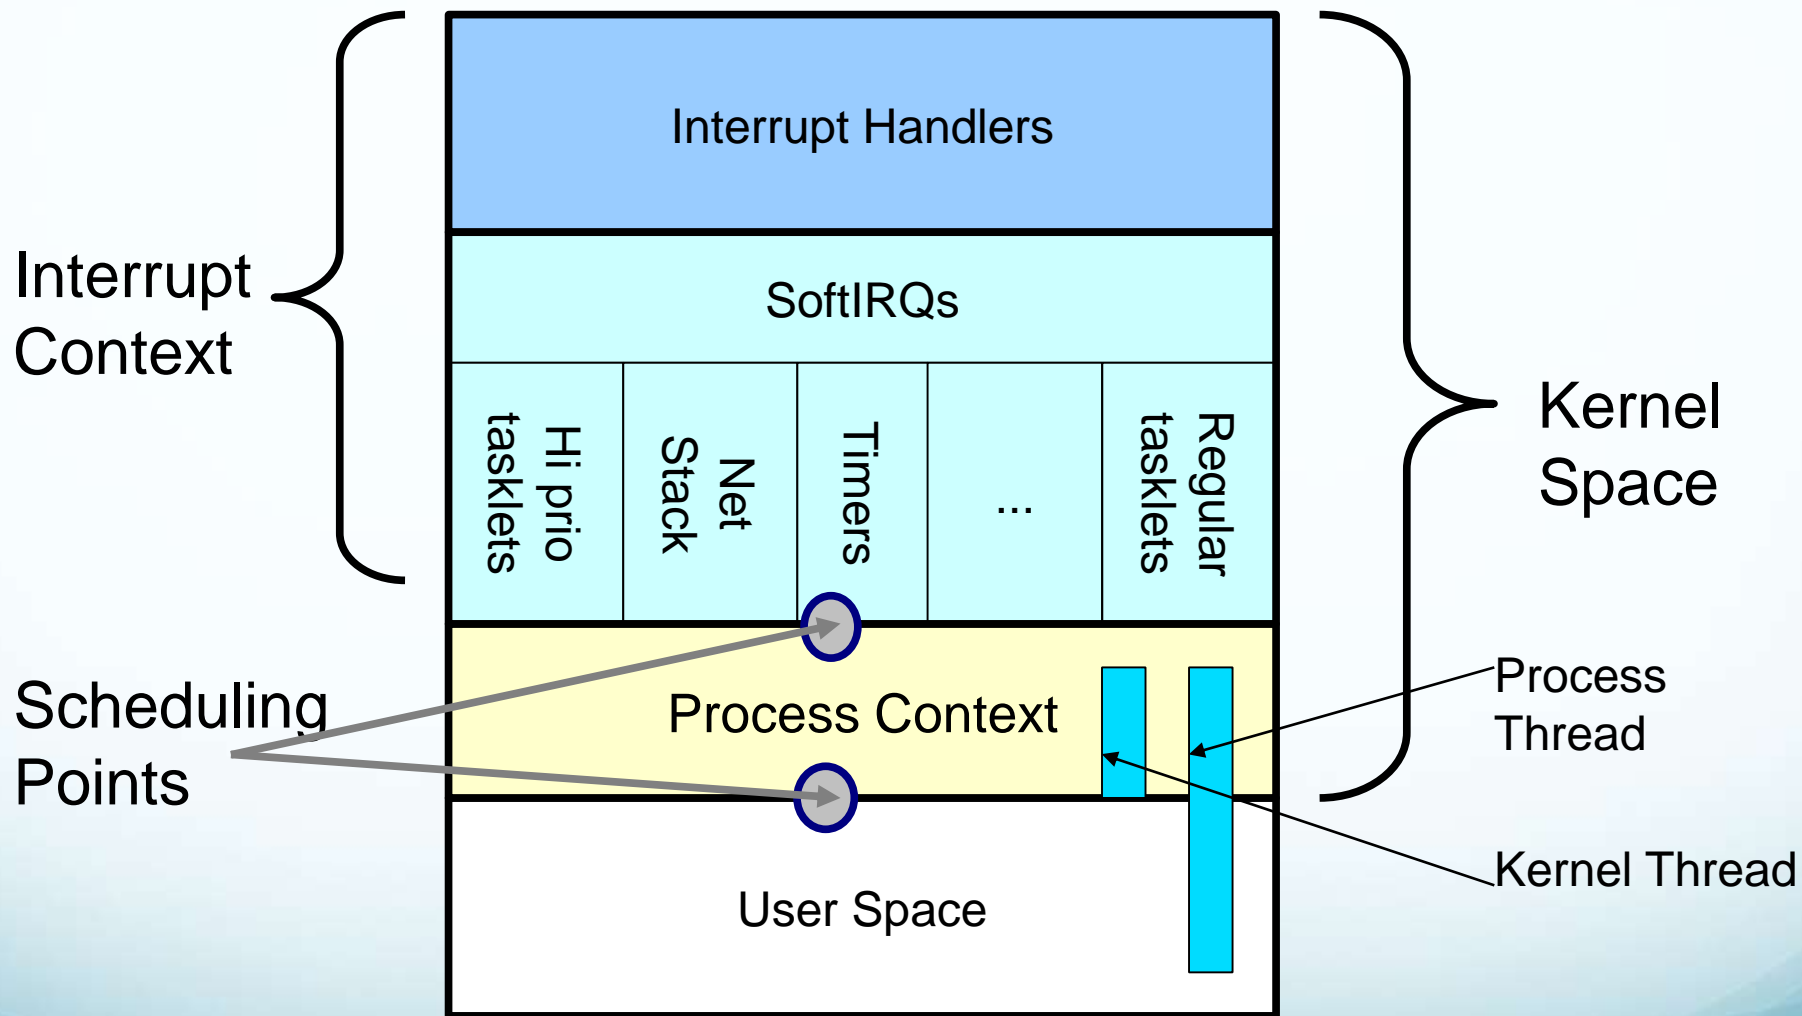 Interrupt Handlers
Interrupt
Context
SoftIRQs
Hi prio
tasklets
Net
Stack
Timers
...
Regular
tasklets
Kernel
Space
Scheduling
Points
Process Context
Process
Thread
Kernel Thread
User Space